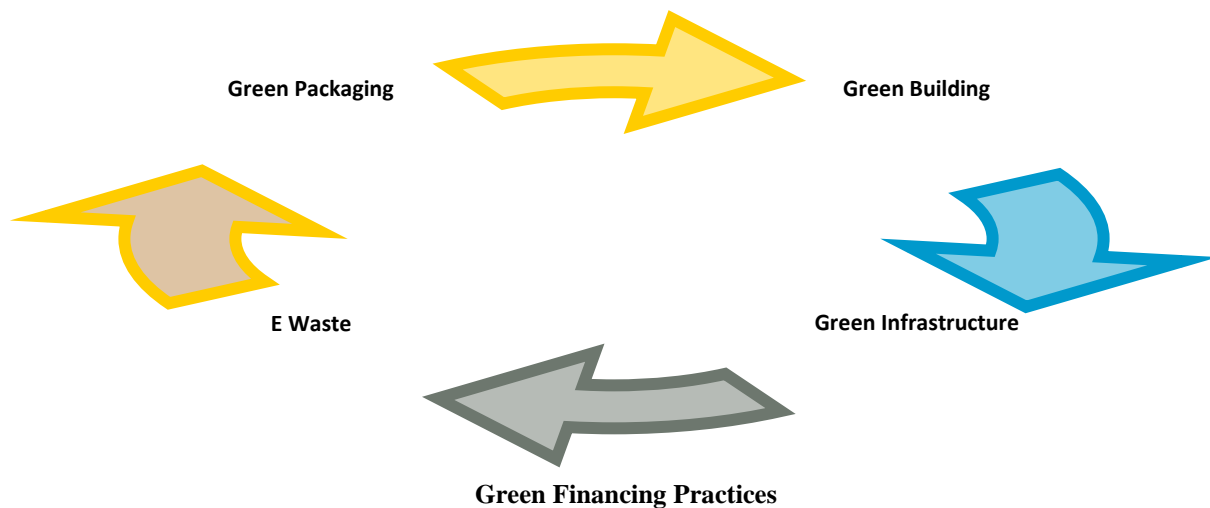 Green Packaging
Green Building
E Waste
Green Infrastructure
Green Financing Practices